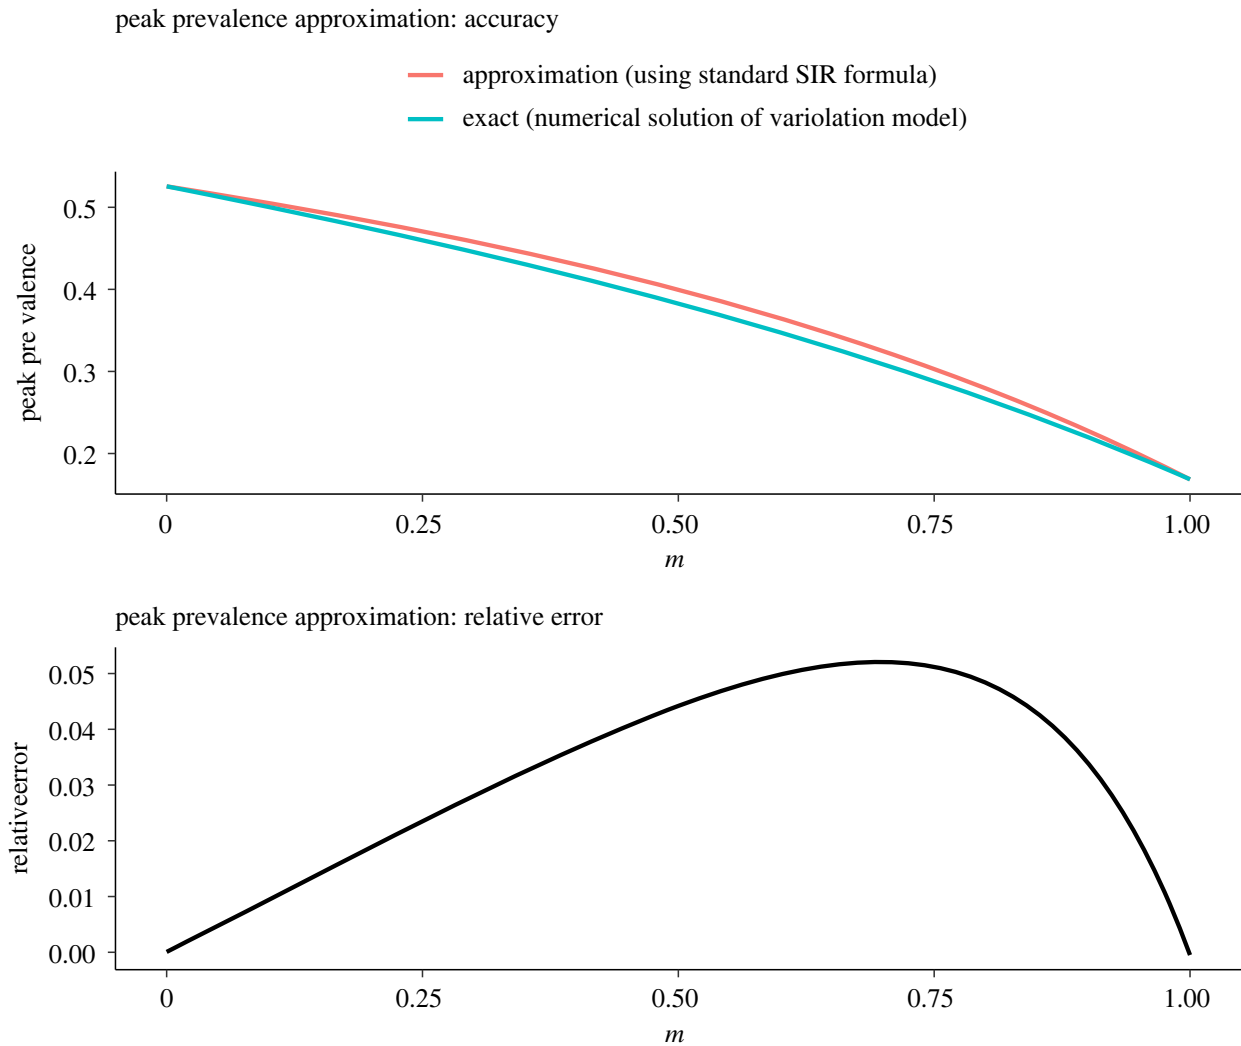 peak prevalence approximation: accuracy
approximation (using standard SIR formula)
exact (numerical solution of variolation model)
peak pre valence
0.5
0.4
0.3
0.2
0 0.25 0.50 0.75 1.00
m
peak prevalence approximation: relative error
relativeerror
0.05
0.04
0.03
0.02
0.01
0.00
0 0.25 0.50 0.75 1.00
m